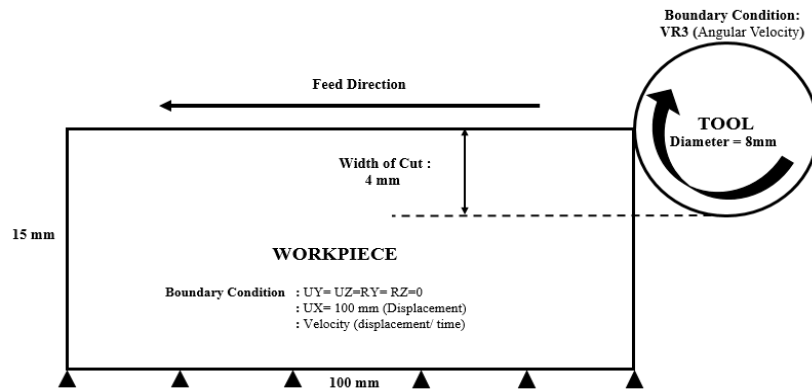 Boundary Condition:
VR3 (Angular Velocity)
Feed Direction
TOOL
Diameter = 8mm
Width of Cut :
4 mm
15 mm
WORKPIECE
Boundary Condition : UY= UZ=RY= RZ=0
: UX= 100 mm (Displacement)
: Velocity (displacement/ time)
100 mm